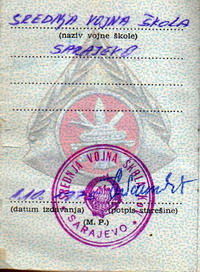 SREDNJA VOJNA ŠKOLA
(naziv vojne škole)
SARAJEVO
SREDNJA VOJNA ŠKOLA
SARAJEVO
(datum izdavanja)
(potpis starešine)
(M. P.)